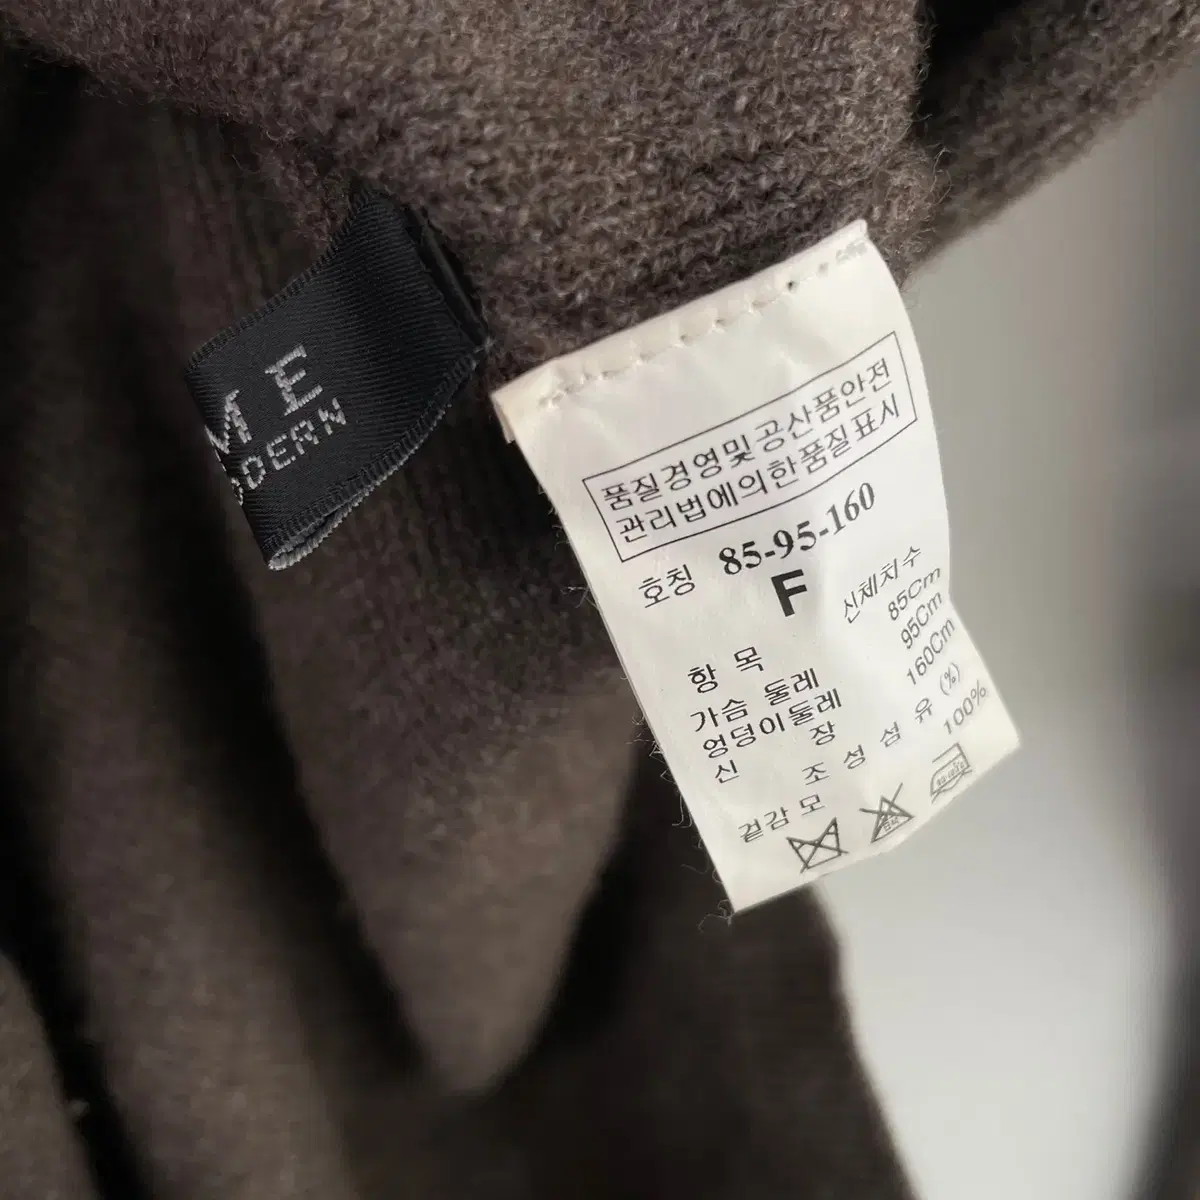 M E
ODERN
품질경영및공산품안전
관리법에의한품질표시
호칭 85-95-160
F
항 목 신체치수
가슴 둘레 85Cm
엉덩이둘레 95Cm
신 장 160Cm
조 성 섬 유 (%)
겉감 모 100%